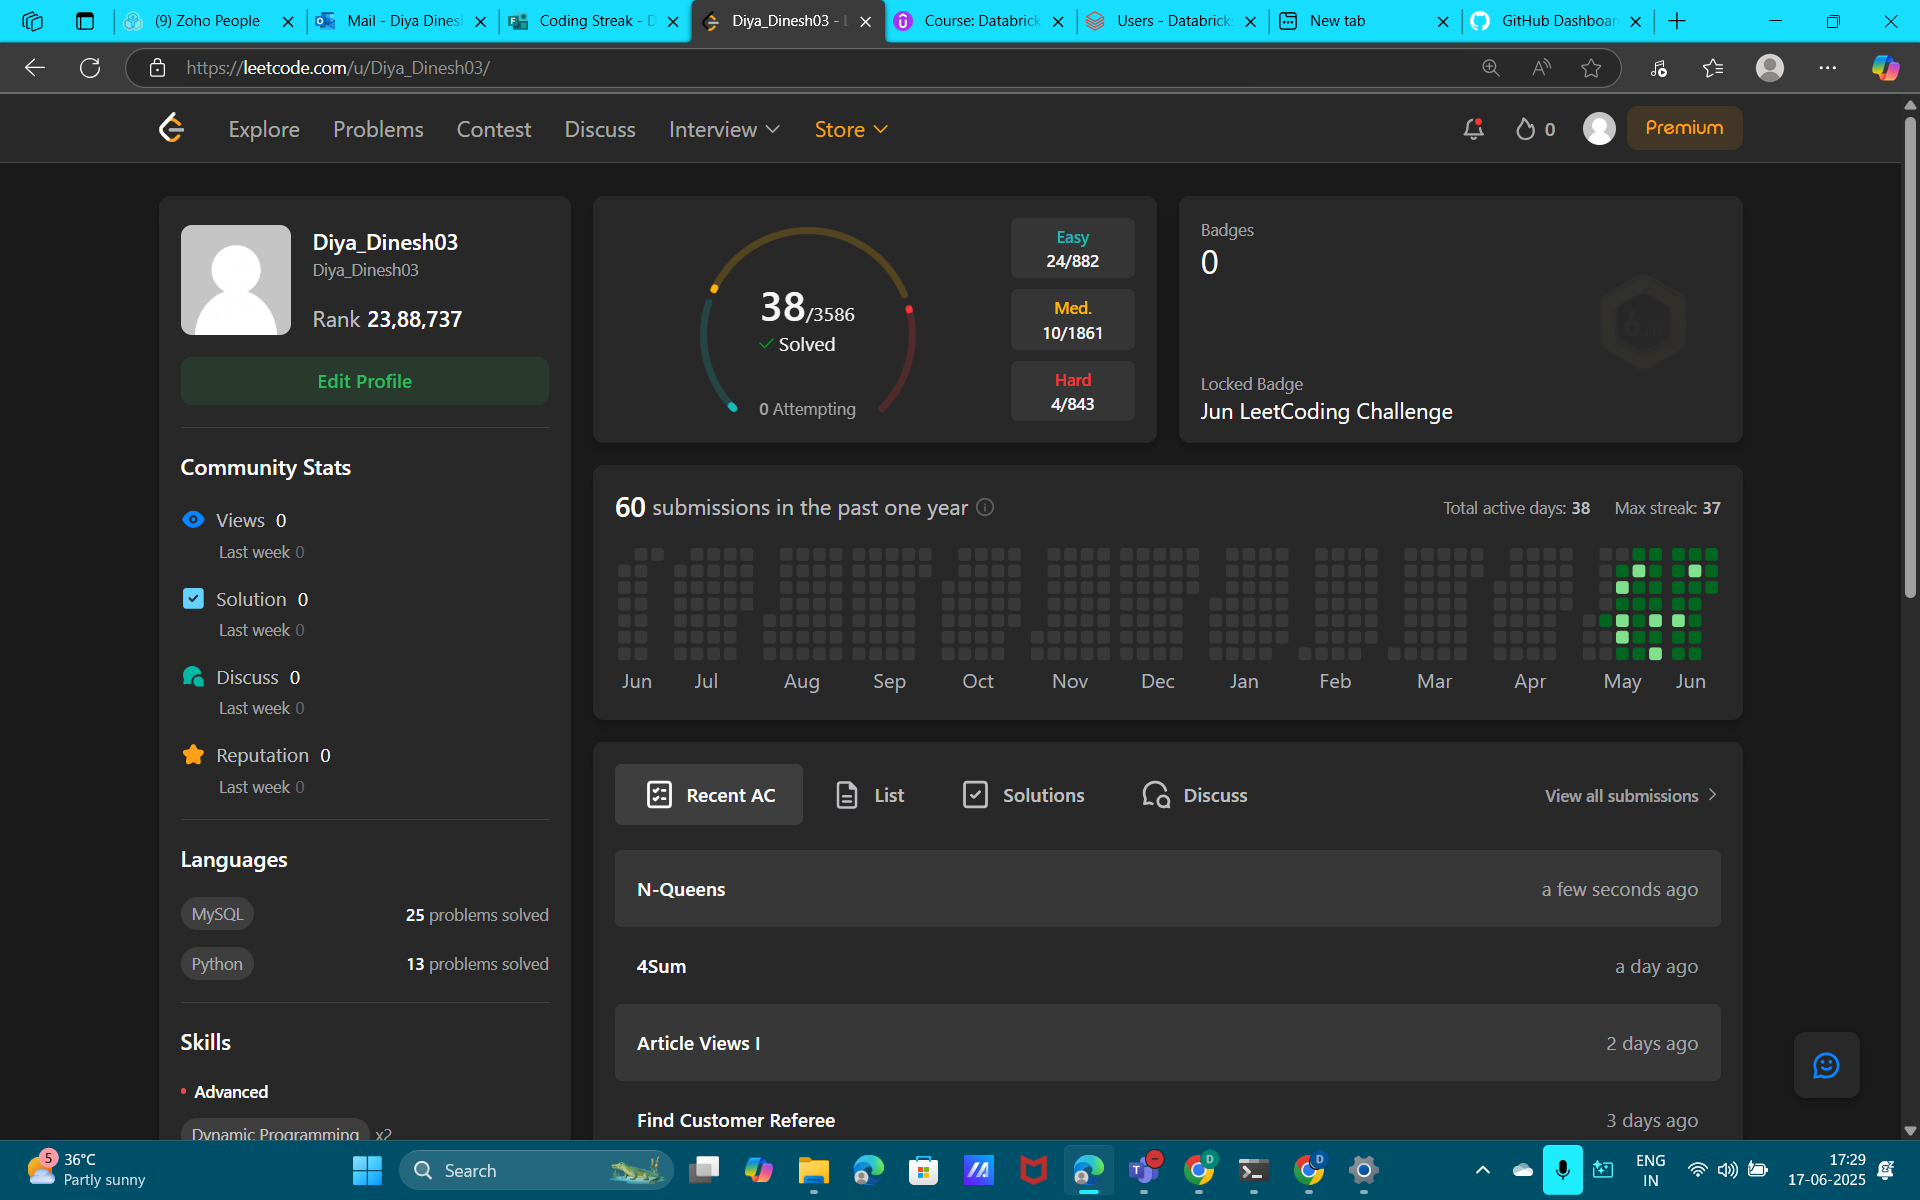 (9) Zoho People
Mail - Diya Dines
Coding Streak - D
Diya_Dinesh03 - L
Course: Databrick
Users - Databricks
New tab
GitHub Dashboar
https://leetcode.com/u/Diya_Dinesh03/
Explore
Problems
Contest
Discuss
Interview
Store
0
Premium
Diya_Dinesh03
Diya_Dinesh03
Rank 23,88,737
Edit Profile
Community Stats
Views 0
Last week 0
Solution 0
Last week 0
Discuss 0
Last week 0
Reputation 0
Last week 0
Languages
MySQL
25 problems solved
Python
13 problems solved
Skills
Advanced
Dynamic Programming x2
38/3586
Solved
0 Attempting
Easy
24/882
Med.
10/1861
Hard
4/843
Badges
0
Locked Badge
Jun LeetCoding Challenge
60 submissions in the past one year
Total active days: 38
Max streak: 37
Jun Jul Aug Sep Oct Nov Dec Jan Feb Mar Apr May Jun
Recent AC
List
Solutions
Discuss
View all submissions
N-Queens
a few seconds ago
4Sum
a day ago
Article Views I
2 days ago
Find Customer Referee
3 days ago
5
36°C
Partly sunny
Search
ENG
IN
17:29
17-06-2025